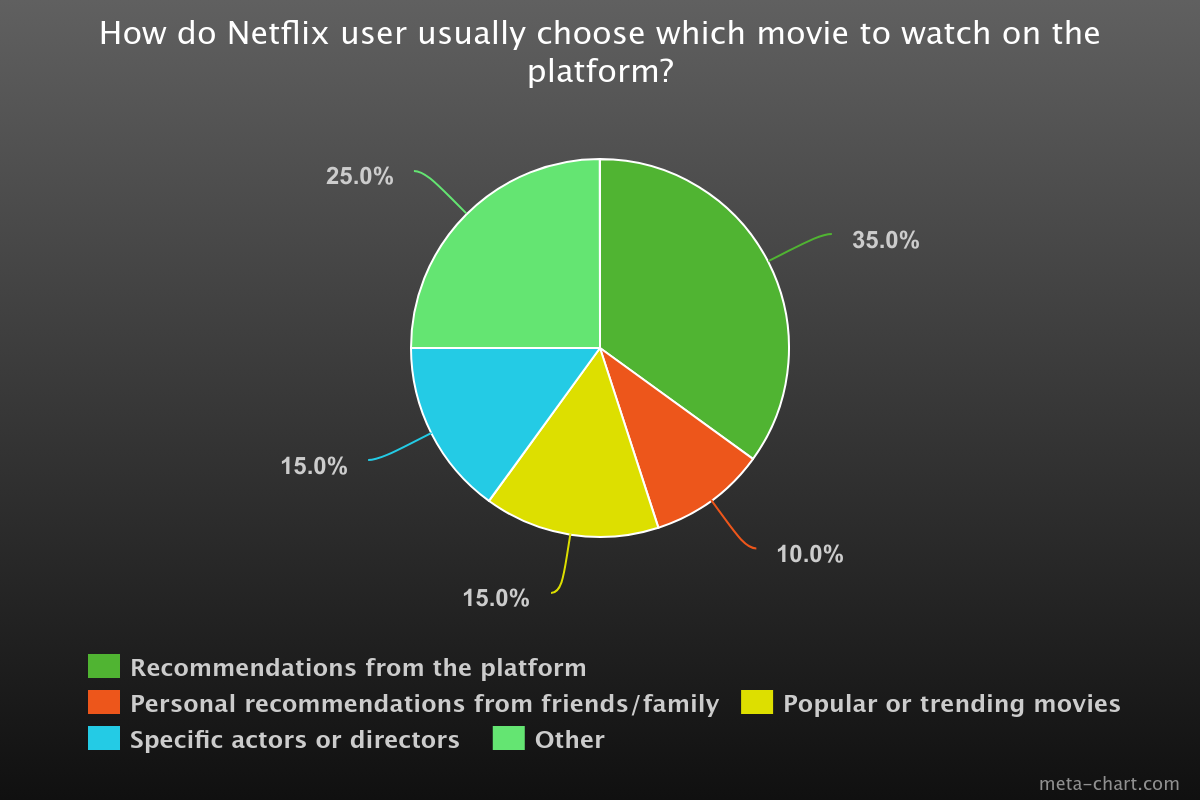 How do Netflix user usually choose which movie to watch on the
platform?
25.0%
35.0%
15.0%
10.0%
15.0%
Recommendations from the platform
Personal recommendations from friends/family
Popular or trending movies
Specific actors or directors
Other
meta-chart.com